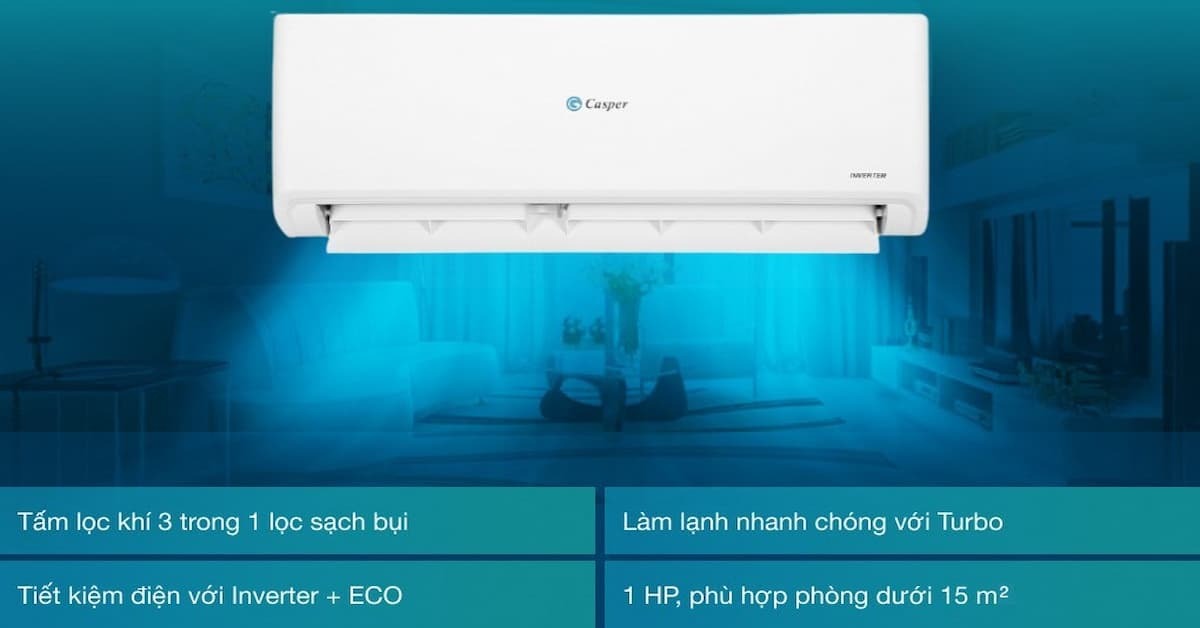 Casper
INVERTER
Tấm lọc khí 3 trong 1 lọc sạch bụi
Làm lạnh nhanh chóng với Turbo
Tiết kiệm điện với Inverter + ECO
1 HP, phù hợp phòng dưới 15 m²